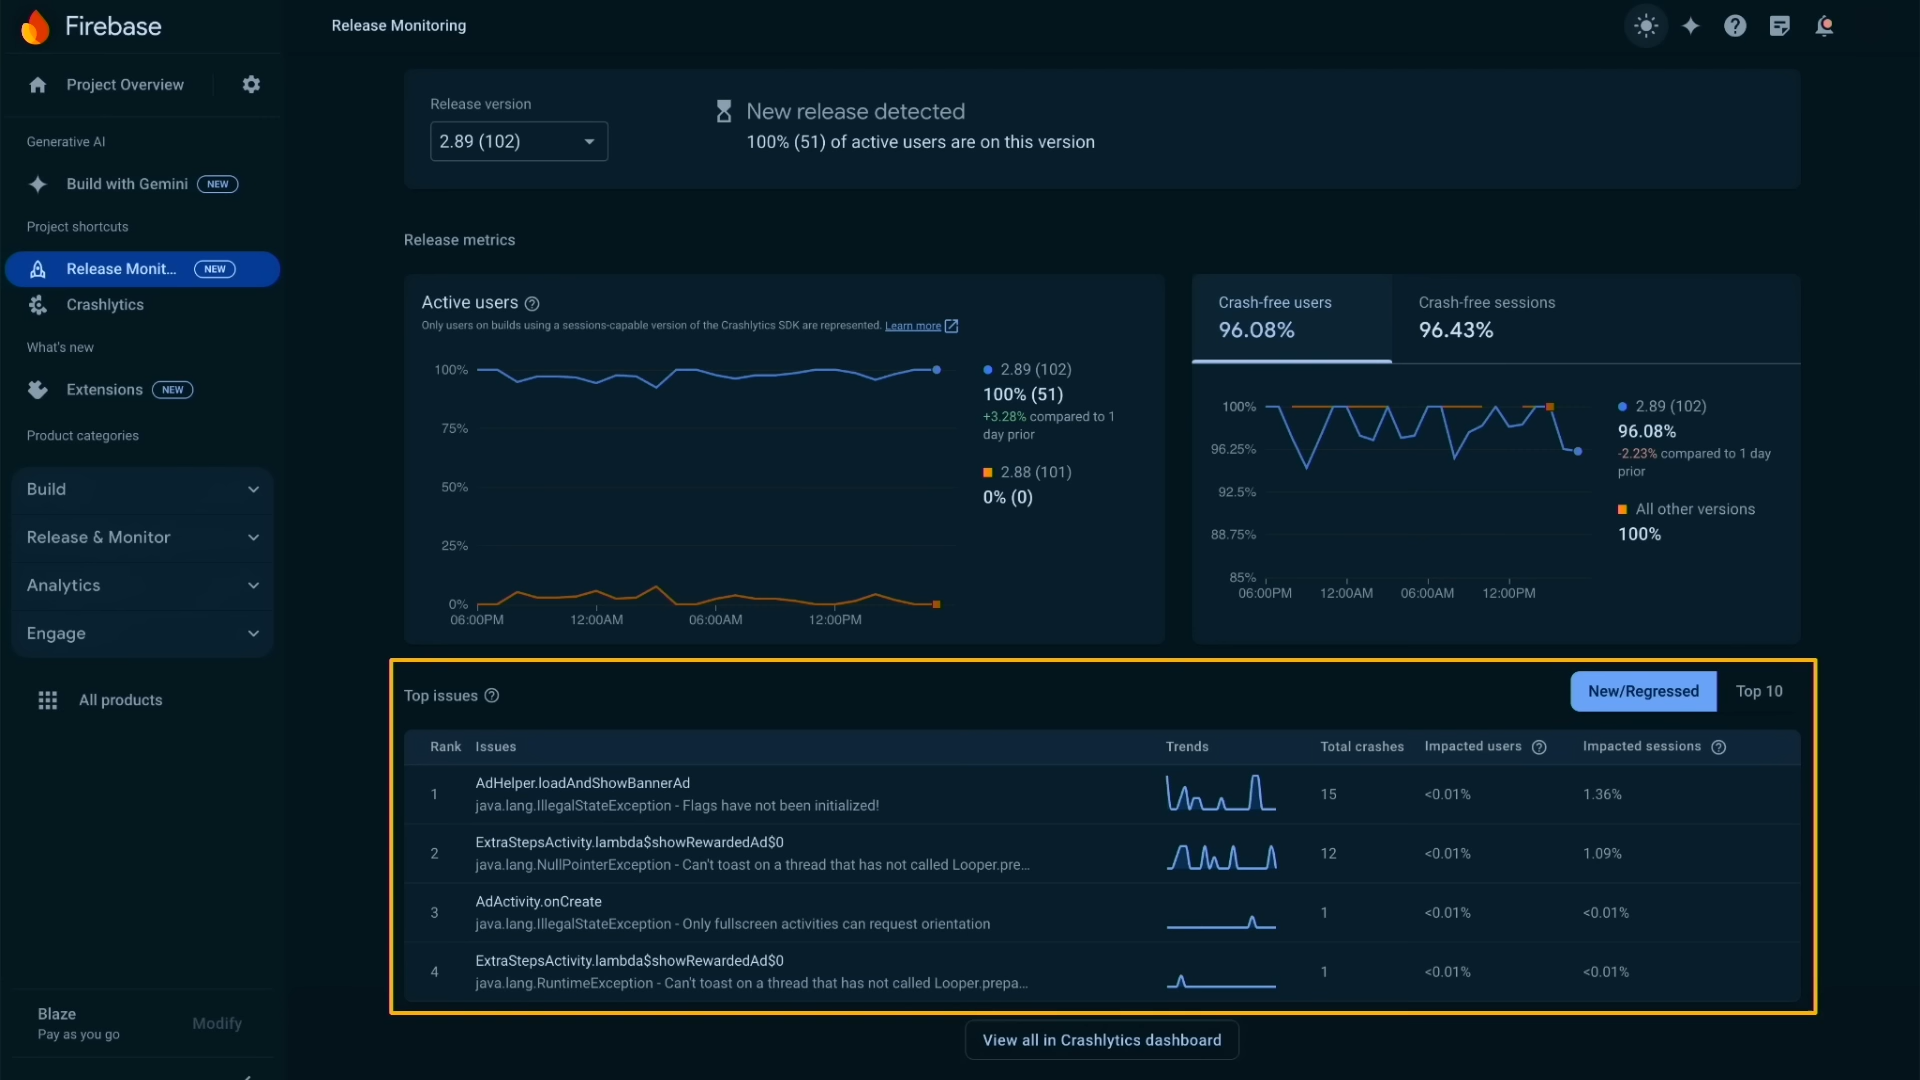 Firebase
Release Monitoring
Project Overview
Generative AI
Build with Gemini NEW
Project shortcuts
Release Monit... NEW
Crashlytics
What's new
Extensions NEW
Product categories
Build
Release & Monitor
Analytics
Engage
All products
Blaze
Pay as you go
Modify
Release version
2.89 (102)
New release detected
100% (51) of active users are on this version
Release metrics
Active users
Only users on builds using a sessions-capable version of the Crashlytics SDK are represented. Learn more
100%
75%
50%
25%
0%
06:00PM 12:00AM 06:00AM 12:00PM
2.89 (102)
100% (51)
+3.28% compared to 1
day prior
2.88 (101)
0% (0)
Crash-free users
96.08%
Crash-free sessions
96.43%
100%
96.25%
92.5%
88.75%
85%
06:00PM 12:00AM 06:00AM 12:00PM
2.89 (102)
96.08%
-2.23% compared to 1 day
prior
All other versions
100%
Top issues
New/Regressed Top 10
Rank Issues Trends Total crashes Impacted users Impacted sessions
1 AdHelper.loadAndShowBannerAd 15 <0.01% 1.36%
java.lang.IllegalStateException - Flags have not been initialized!
2 ExtraStepsActivity.lambda$showRewardedAd$0 12 <0.01% 1.09%
java.lang.NullPointerException - Can't toast on a thread that has not called Looper.pre...
3 AdActivity.onCreate 1 <0.01% <0.01%
java.lang.IllegalStateException - Only fullscreen activities can request orientation
4 ExtraStepsActivity.lambda$showRewardedAd$0 1 <0.01% <0.01%
java.lang.RuntimeException - Can't toast on a thread that has not called Looper.prepa...
View all in Crashlytics dashboard